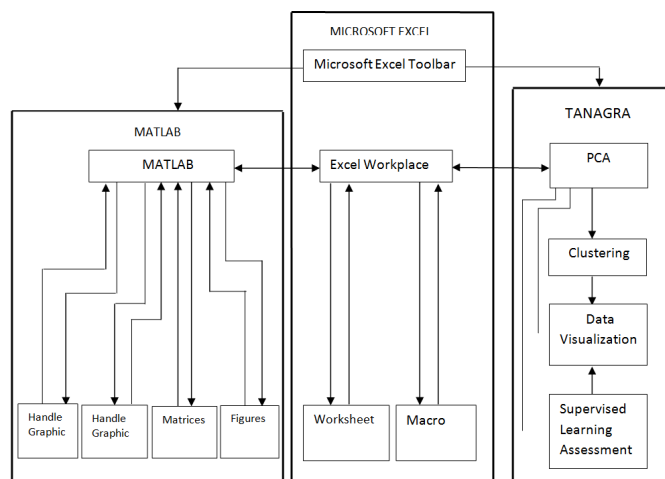 MICROSOFT EXCEL
Microsoft Excel Toolbar
MATLAB
MATLAB
Excel Workplace
TANAGRA
PCA
Clustering
Data
Visualization
Supervised
Learning
Assessment
Handle
Graphic
Handle
Graphic
Matrices
Figures
Worksheet
Macro